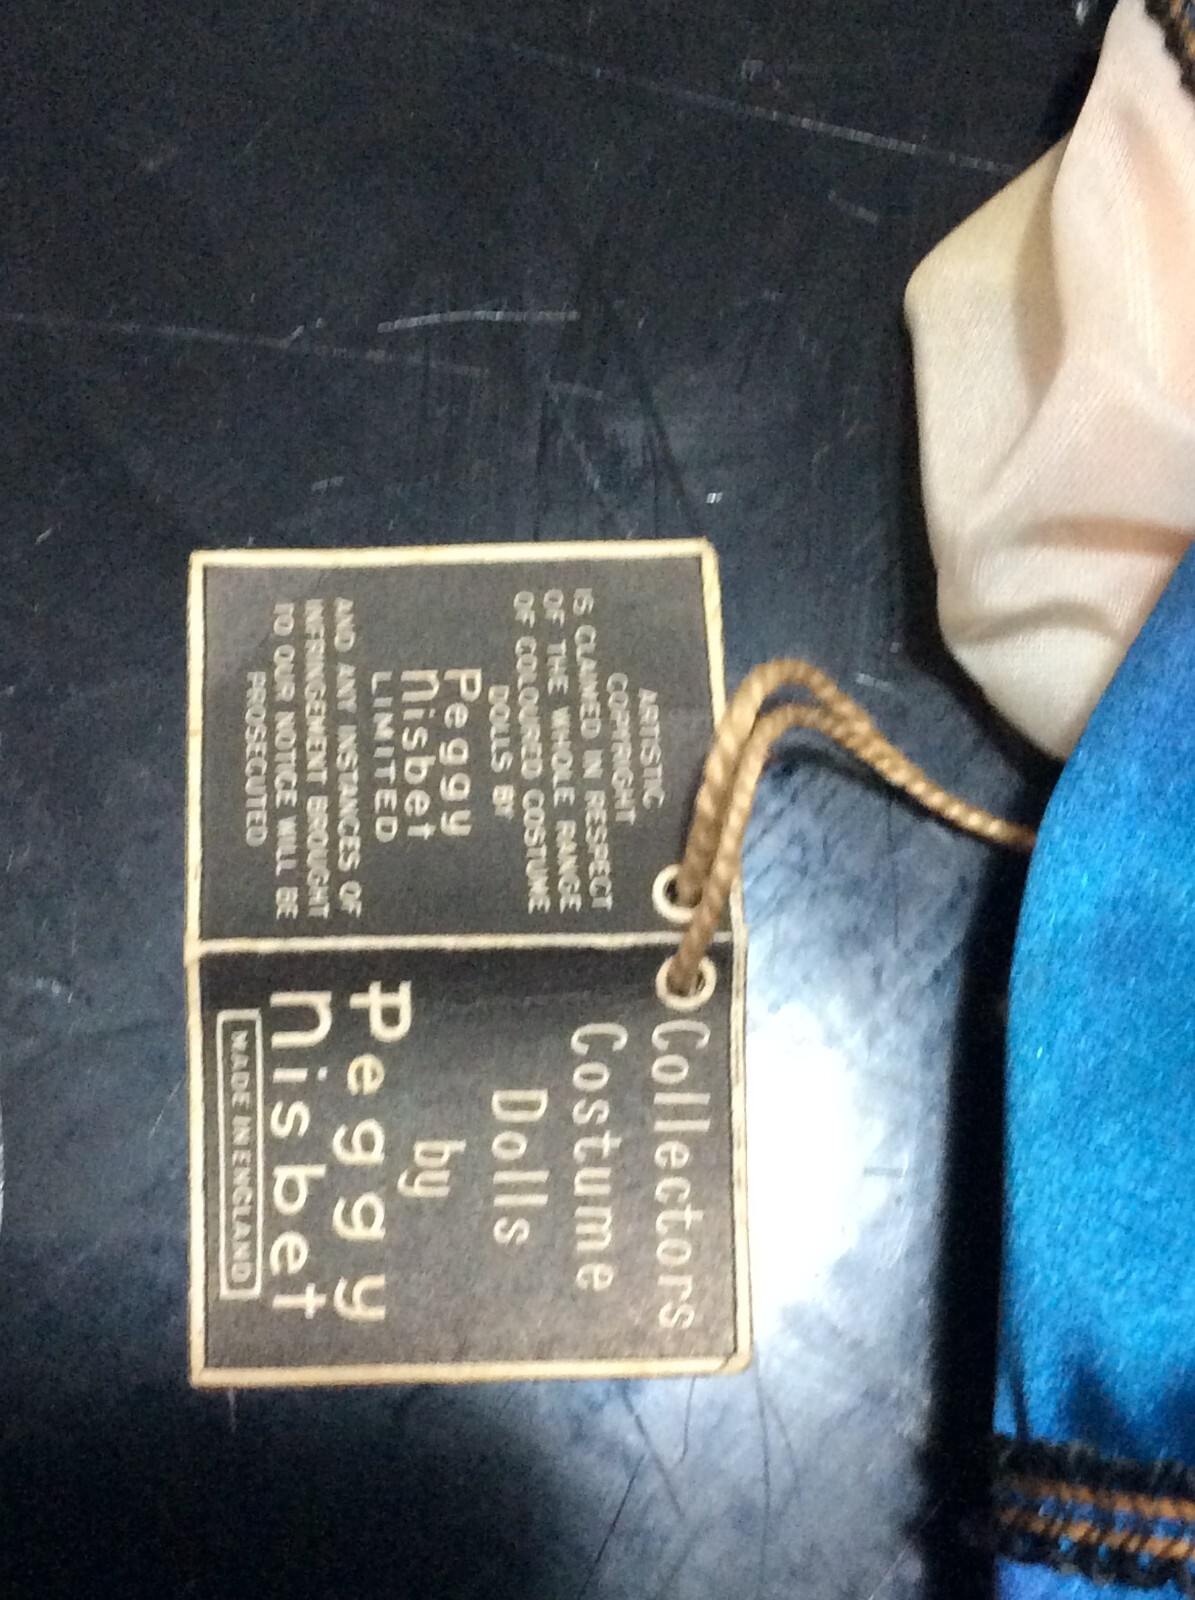 ARTISTIC
COPYRIGHT
IS CLAIMED IN RESPECT
OF THE WHOLE RANGE
OF COLOURED COSTUME
DOLLS BY
Peggy
nisbet
LIMITED
AND ANY INSTANCES OF
INFRINGEMENT BROUGHT
TO OUR NOTICE WILL BE
PROSECUTED
Collectors
Costume
Dolls
by
Peggy
nisbet
MADE IN ENGLAND